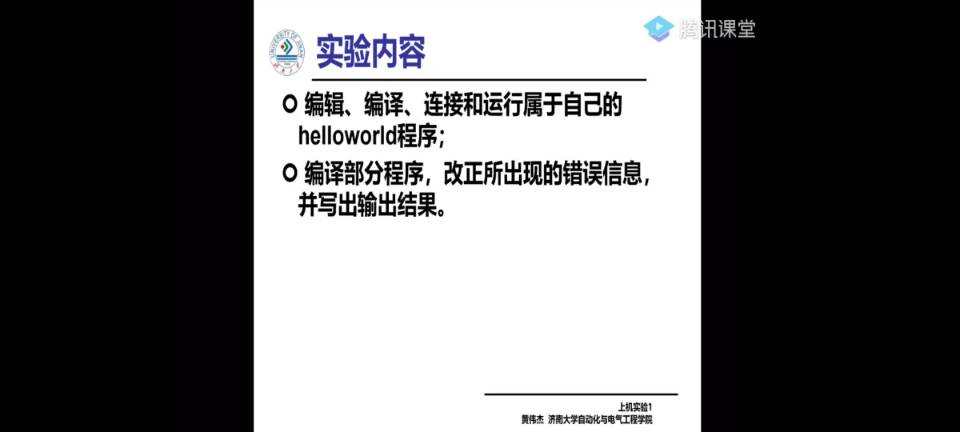 腾讯课堂
实验内容
编辑、编译、连接和运行属于自己的
helloworld程序；
编译部分程序，改正所出现的错误信息，
并写出输出结果。
上机实验1
黄伟杰 济南大学自动化与电气工程学院